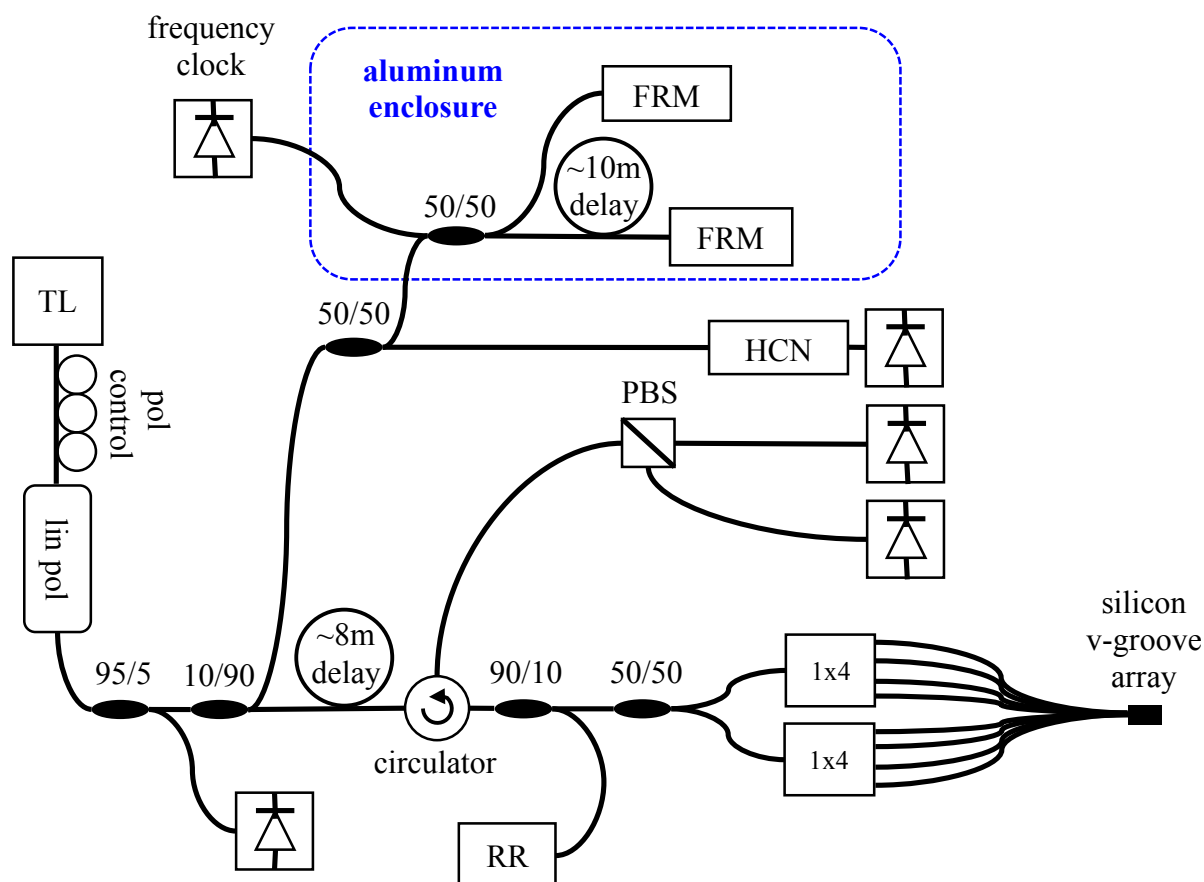 frequency
clock
aluminum
enclosure
FRM
~10m
delay
50/50
FRM
TL
50/50
HCN
pol
control
PBS
lin pol
silicon
v-groove
array
~8m
delay
95/5
10/90
90/10
50/50
1x4
circulator
1x4
RR